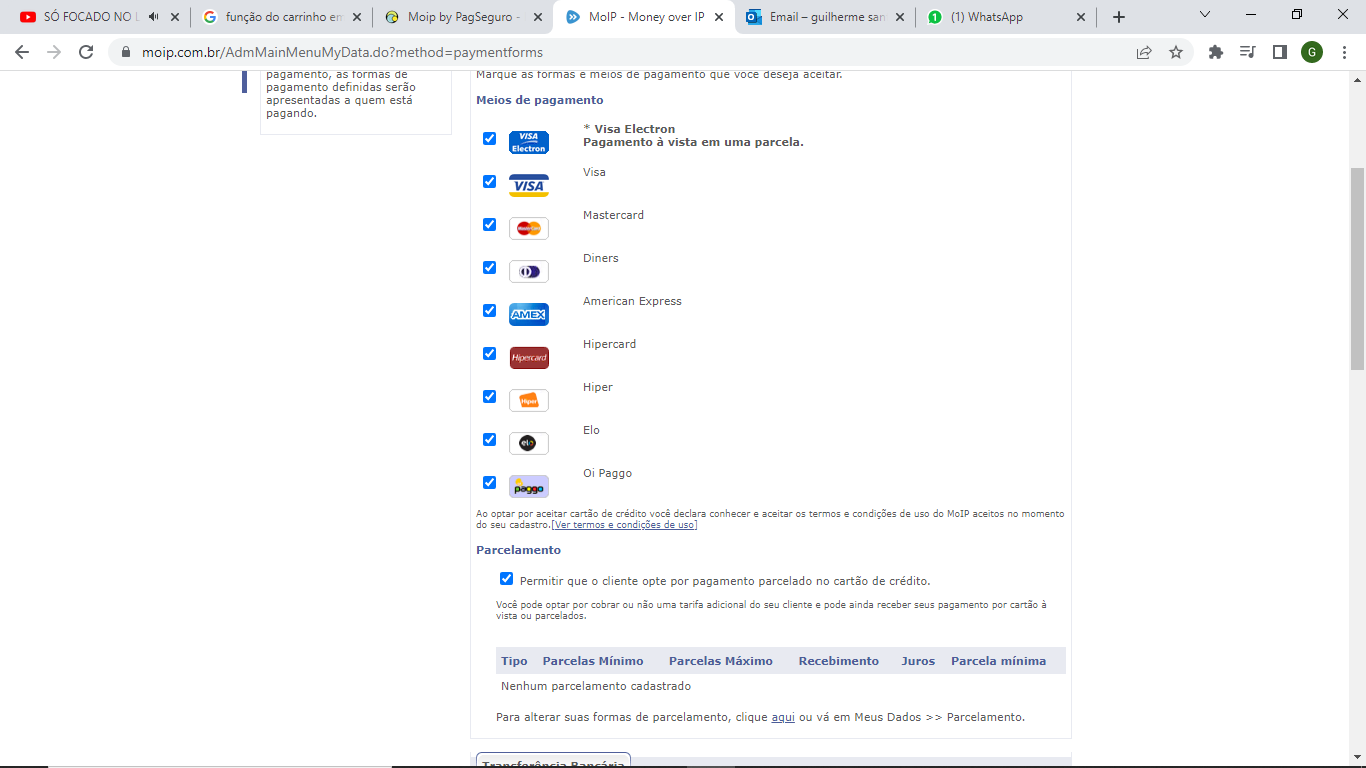 SÓ FOCADO NO L
função do carrinho em
Moip by PagSeguro -
MoIP - Money over IP
Email – guilherme san
(1) WhatsApp
moip.com.br/AdmMainMenuMyData.do?method=paymentforms
G
pagamento, as formas de
pagamento definidas serão
apresentadas a quem está
pagando.
Marque as formas e meios de pagamento que você deseja aceitar.
Meios de pagamento
VISA
Electron
* Visa Electron
Pagamento à vista em uma parcela.
VISA
Visa
MasterCard
Mastercard
Diners
AMEX
American Express
Hipercard
Hipercard
Hiper
Hiper
elo
Elo
paggo
Oi Paggo
Ao optar por aceitar cartão de crédito você declara conhecer e aceitar os termos e condições de uso do MoIP aceitos no momento
do seu cadastro.[Ver termos e condições de uso]
Parcelamento
Permitir que o cliente opte por pagamento parcelado no cartão de crédito.
Você pode optar por cobrar ou não uma tarifa adicional do seu cliente e pode ainda receber seus pagamento por cartão à
vista ou parcelados.
Tipo Parcelas Mínimo Parcelas Máximo Recebimento Juros Parcela mínima
Nenhum parcelamento cadastrado
Para alterar suas formas de parcelamento, clique aqui ou vá em Meus Dados >> Parcelamento.
Transferência Bancária